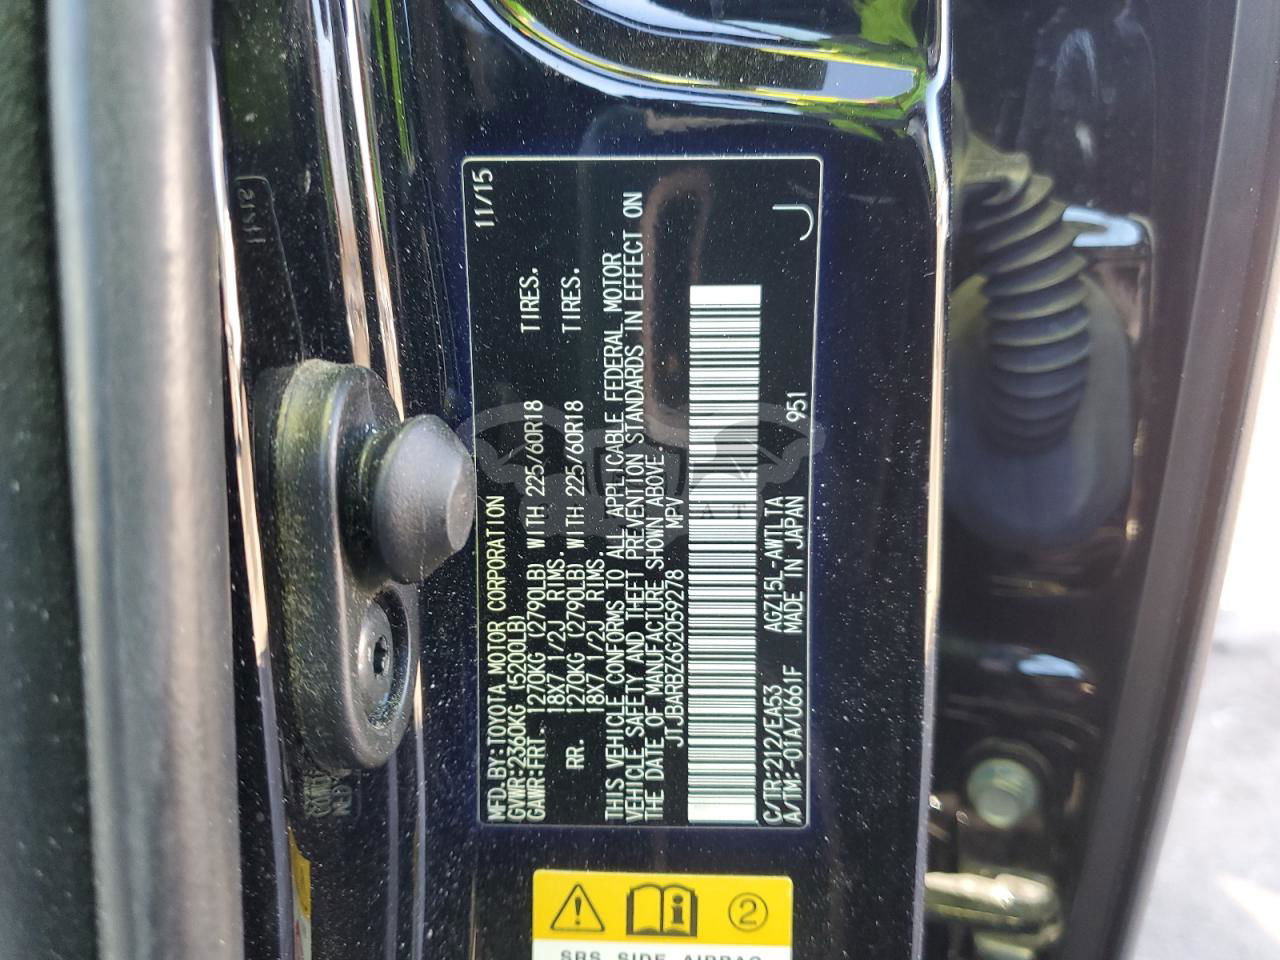 MFD.BY:TOYOTA MOTOR CORPORATION 11/15
GVWR:2360KG (5200LB)
GAWR:FRT. 1270KG (2790LB) WITH 225/60R18 TIRES.
18X7 1/2J RIMS.
RR. 1270KG (2790LB) WITH 225/60R18 TIRES.
18X7 1/2J RIMS.
THIS VEHICLE CONFORMS TO ALL APPLICABLE FEDERAL MOTOR
VEHICLE SAFETY AND THEFT PREVENTION STANDARDS IN EFFECT ON
THE DATE OF MANUFACTURE SHOWN ABOVE.
JTJBARBZ6G2059278 MPV
C/TR:212/EA53 AGZ15L-AWTLTA 951
A/TM:-01A/U661F MADE IN JAPAN J
2
SRS SIDE AIRBAG